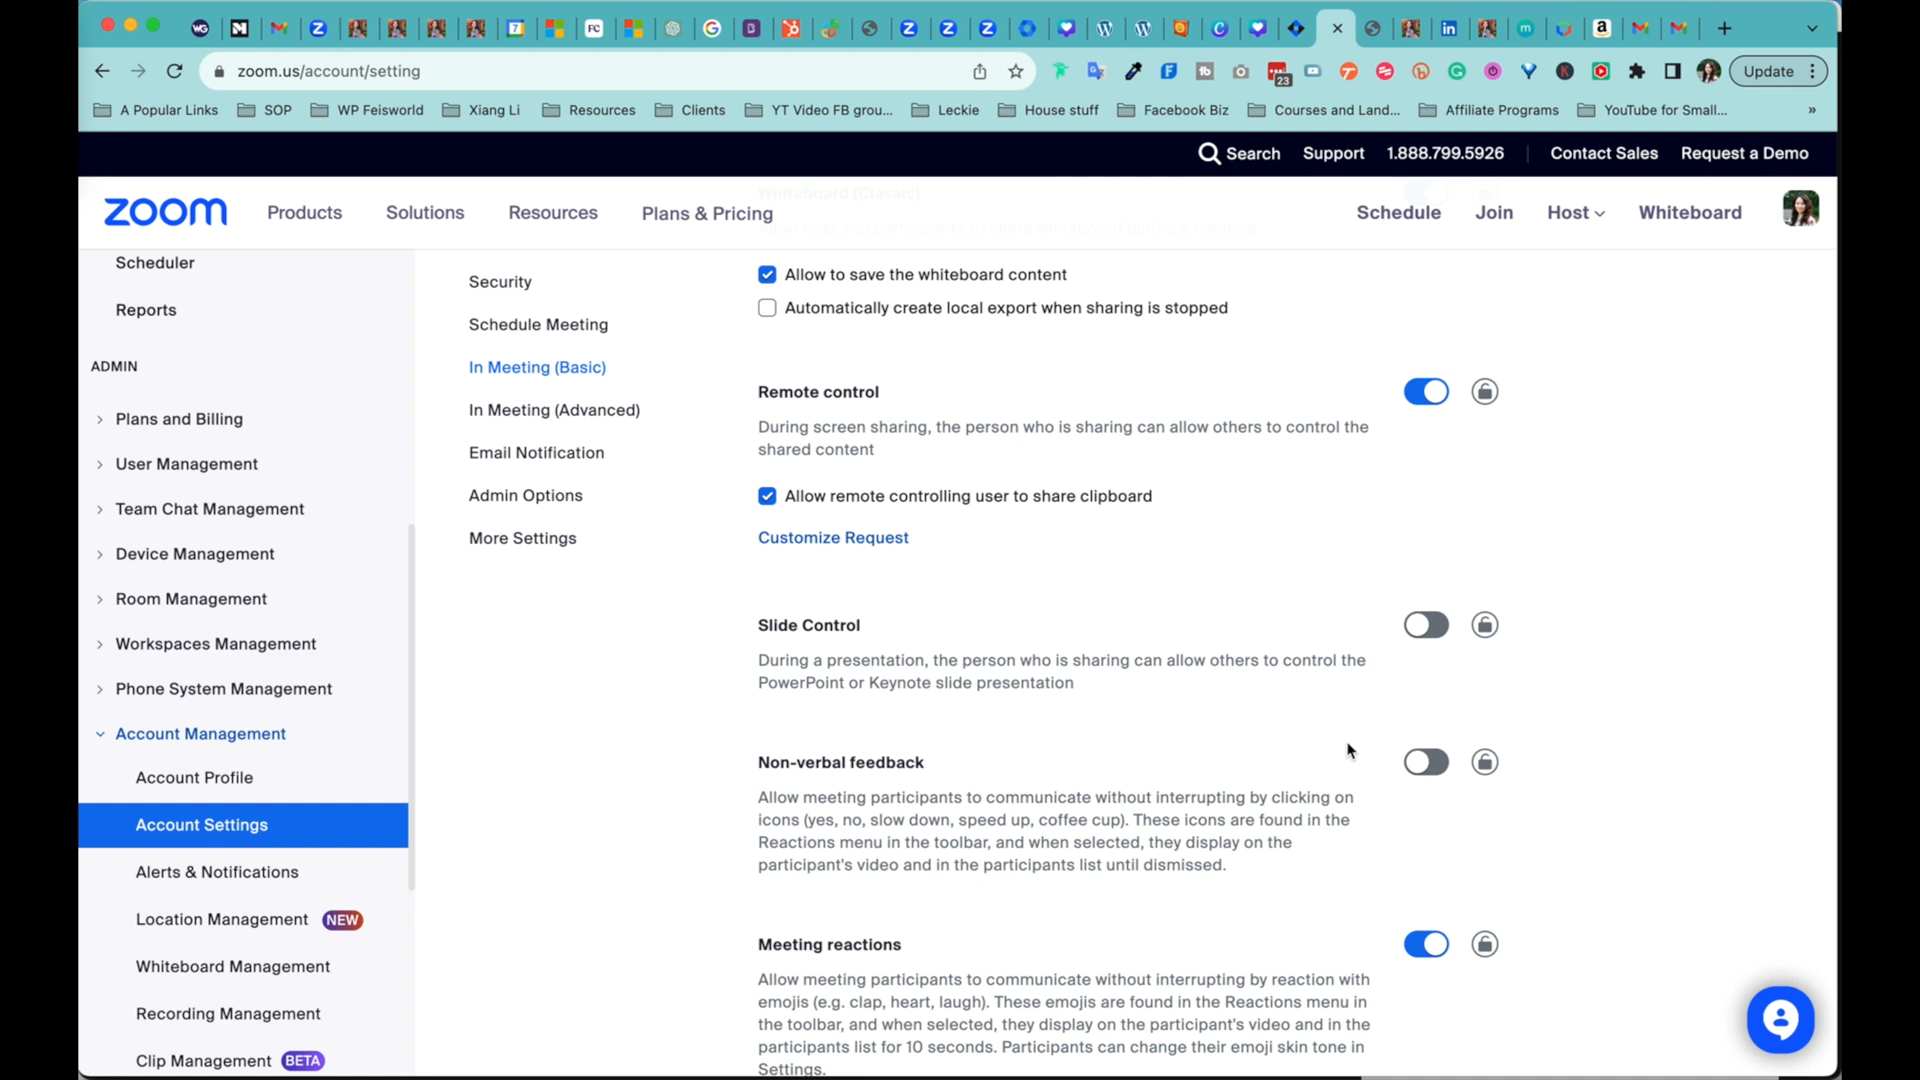 zoom.us/account/setting
23
Update
A Popular Links
SOP
WP Feisworld
Xiang Li
Resources
Clients
YT Video FB grou...
Leckie
House stuff
Facebook Biz
Courses and Land...
Affiliate Programs
YouTube for Small...
»
Search
Support
1.888.799.5926
Contact Sales
Request a Demo
zoom
Products
Solutions
Resources
Plans & Pricing
Schedule
Join
Host
Whiteboard
Whiteboard (Classic)
Scheduler
Reports
ADMIN
Plans and Billing
User Management
Team Chat Management
Device Management
Room Management
Workspaces Management
Phone System Management
Account Management
Account Profile
Account Settings
Alerts & Notifications
Location Management NEW
Whiteboard Management
Recording Management
Clip Management BETA
Security
Schedule Meeting
In Meeting (Basic)
In Meeting (Advanced)
Email Notification
Admin Options
More Settings
Allow to save the whiteboard content
Automatically create local export when sharing is stopped
Remote control
During screen sharing, the person who is sharing can allow others to control the
shared content
Allow remote controlling user to share clipboard
Customize Request
Slide Control
During a presentation, the person who is sharing can allow others to control the
PowerPoint or Keynote slide presentation
Non-verbal feedback
Allow meeting participants to communicate without interrupting by clicking on
icons (yes, no, slow down, speed up, coffee cup). These icons are found in the
Reactions menu in the toolbar, and when selected, they display on the
participant's video and in the participants list until dismissed.
Meeting reactions
Allow meeting participants to communicate without interrupting by reaction with
emojis (e.g. clap, heart, laugh). These emojis are found in the Reactions menu in
the toolbar, and when selected, they display on the participant's video and in the
participants list for 10 seconds. Participants can change their emoji skin tone in
Settings.